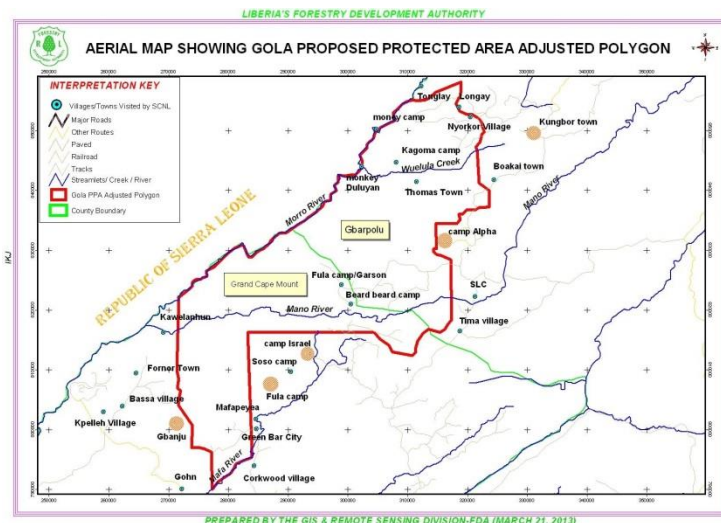 LIBERIA'S FORESTRY DEVELOPMENT AUTHORITY
AERIAL MAP SHOWING GOLA PROPOSED PROTECTED AREA ADJUSTED POLYGON
INTERPRETATION KEY
Villages/Towns Visited by SCNL
Major Roads
Other Routes
Paved
Railroad
Tracks
Streamlets/ Creek / River
Gola PPA Adjusted Polygon
County Boundary
Tonglay
Longay
money camp
Nyorkor Village
Kungbor town
Kagoma camp
Wuelula Creek
monkey
Duluyan
Thomas Town
Boakai town
Mano River
Morro River
Gbarpolu
camp Alpha
REPUBLIC OF SIERRA LEONE
Grand Cape Mount
Fula camp/Garson
SLC
Beard beard camp
Mano River
Kawelanhun
Tima village
camp Israel
Soso camp
Fornor Town
Fula camp
Bassa village
Mafapeyea
Kpelleh Village
Gbanju
Green Bar City
Mafa River
Gohn
Corkwood village
PREPARED BY THE GIS & REMOTE SENSING DIVISION-FDA (MARCH 21, 2013)